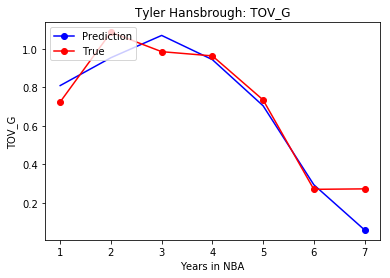 Tyler Hansbrough: TOV_G
Prediction
True
TOV_G
1.0
0.8
0.6
0.4
0.2
1 2 3 4 5 6 7
Years in NBA